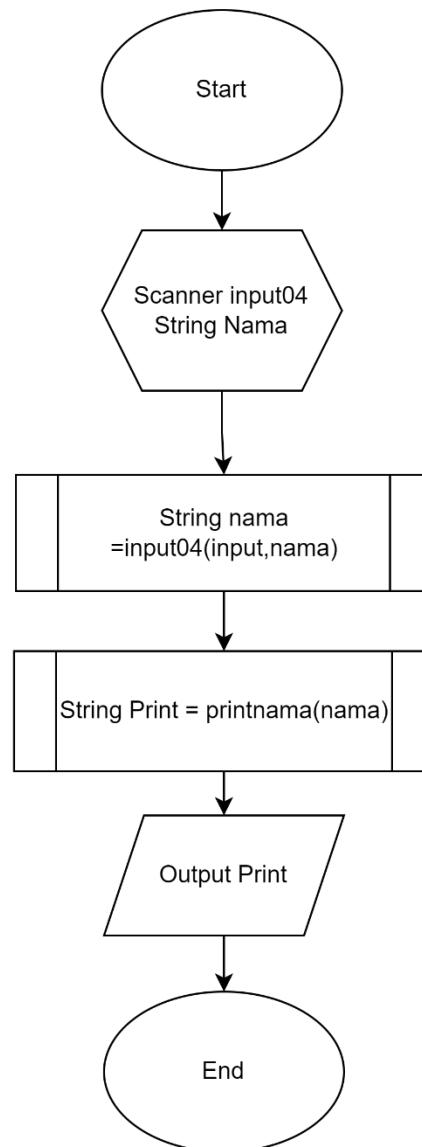 Start
Scanner input04
String Nama
String nama
=input04(input,nama)
String Print = printnama(nama)
Output Print
End